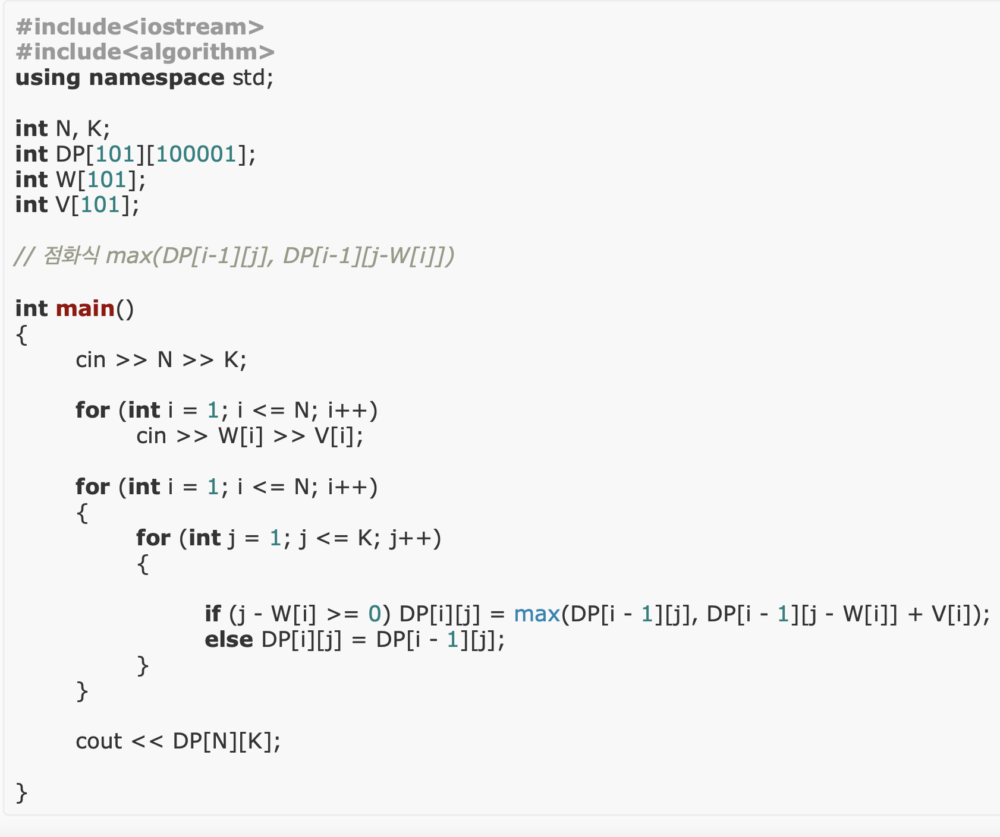 #include<iostream>
#include<algorithm>
using namespace std;
int N, K;
int DP[101][100001];
int W[101];
int V[101];
// 점화식 max(DP[i-1][j], DP[i-1][j-W[i]])
int main()
{
cin >> N >> K;
for (int i = 1; i <= N; i++)
cin >> W[i] >> V[i];
for (int i = 1; i <= N; i++)
{
for (int j = 1; j <= K; j++)
{
if (j - W[i] >= 0) DP[i][j] = max(DP[i - 1][j], DP[i - 1][j - W[i]] + V[i]);
else DP[i][j] = DP[i - 1][j];
}
}
cout << DP[N][K];
}